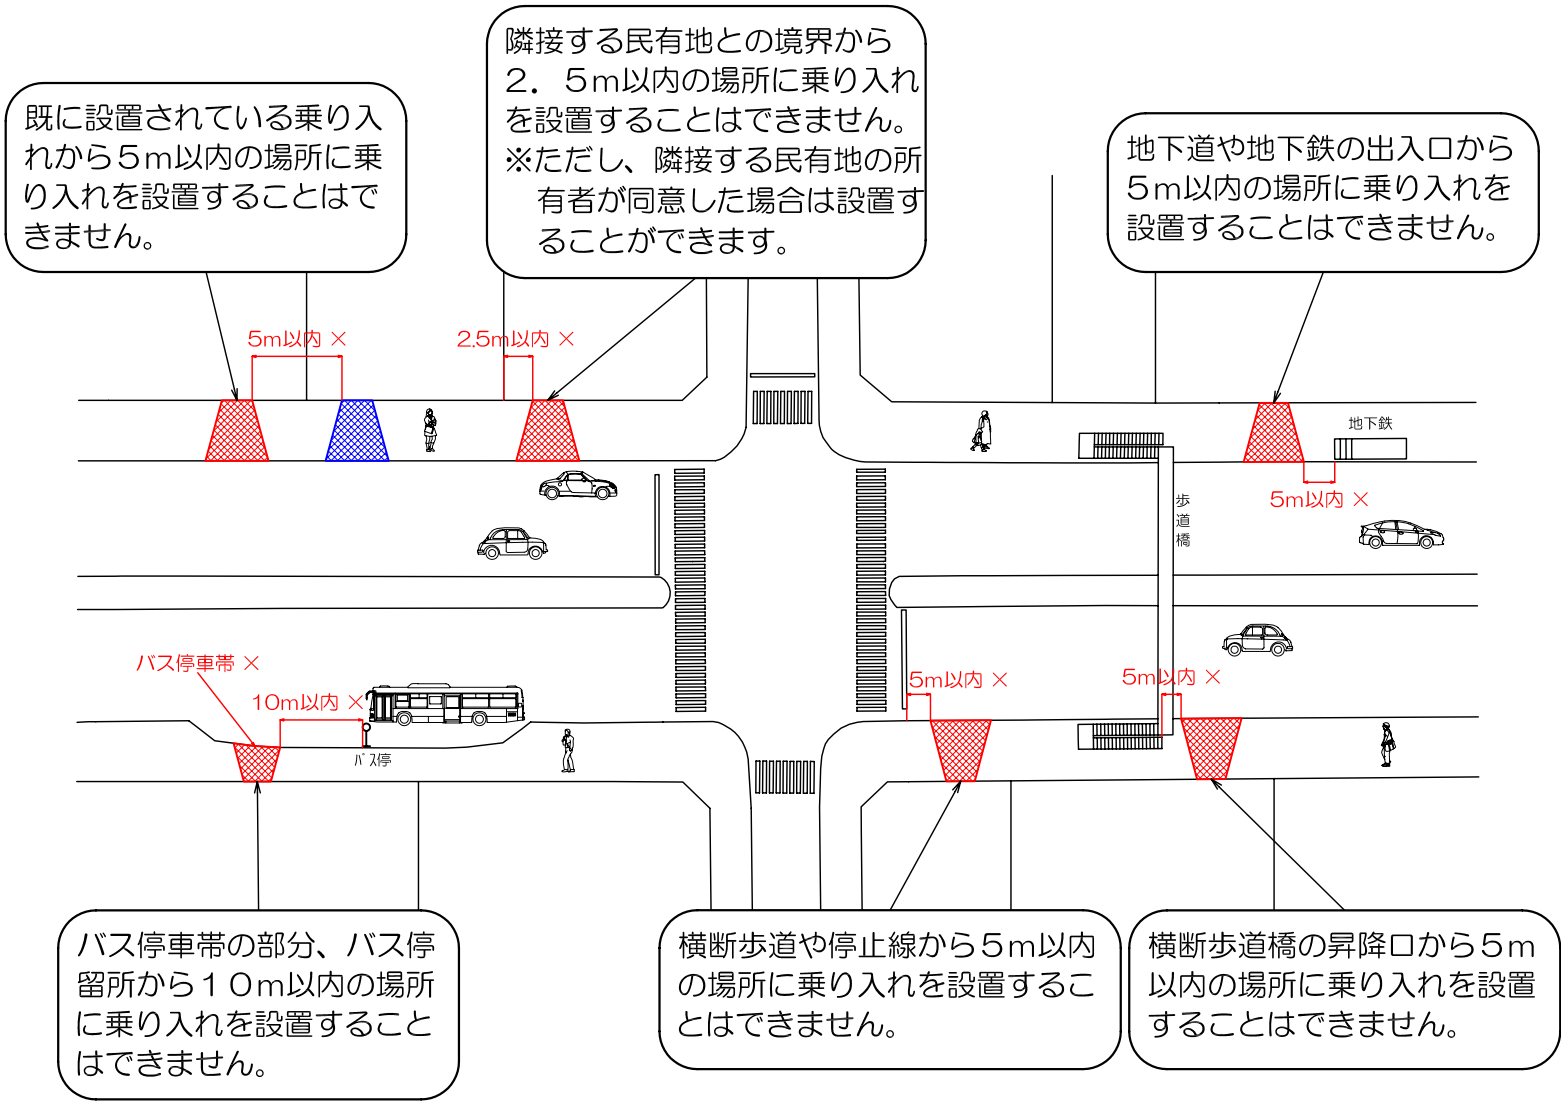 隣接する民有地との境界から
2．5m以内の場所に乗り入れ
を設置することはできません。
※ただし、隣接する民有地の所
有者が同意した場合は設置す
ることができます。
既に設置されている乗り入
れから5m以内の場所に乗
り入れを設置することはで
きません。
地下道や地下鉄の出入口から
5m以内の場所に乗り入れを
設置することはできません。
5m以内 ×
2.5m以内 ×
地下鉄
5m以内 ×
歩道橋
バス停車帯 ×
10m以内 ×
バス停
5m以内 ×
5m以内 ×
バス停車帯の部分、バス停
留所から10m以内の場所
に乗り入れを設置すること
はできません。
横断歩道や停止線から5m以内
の場所に乗り入れを設置するこ
とはできません。
横断歩道橋の昇降口から5m
以内の場所に乗り入れを設置
することはできません。